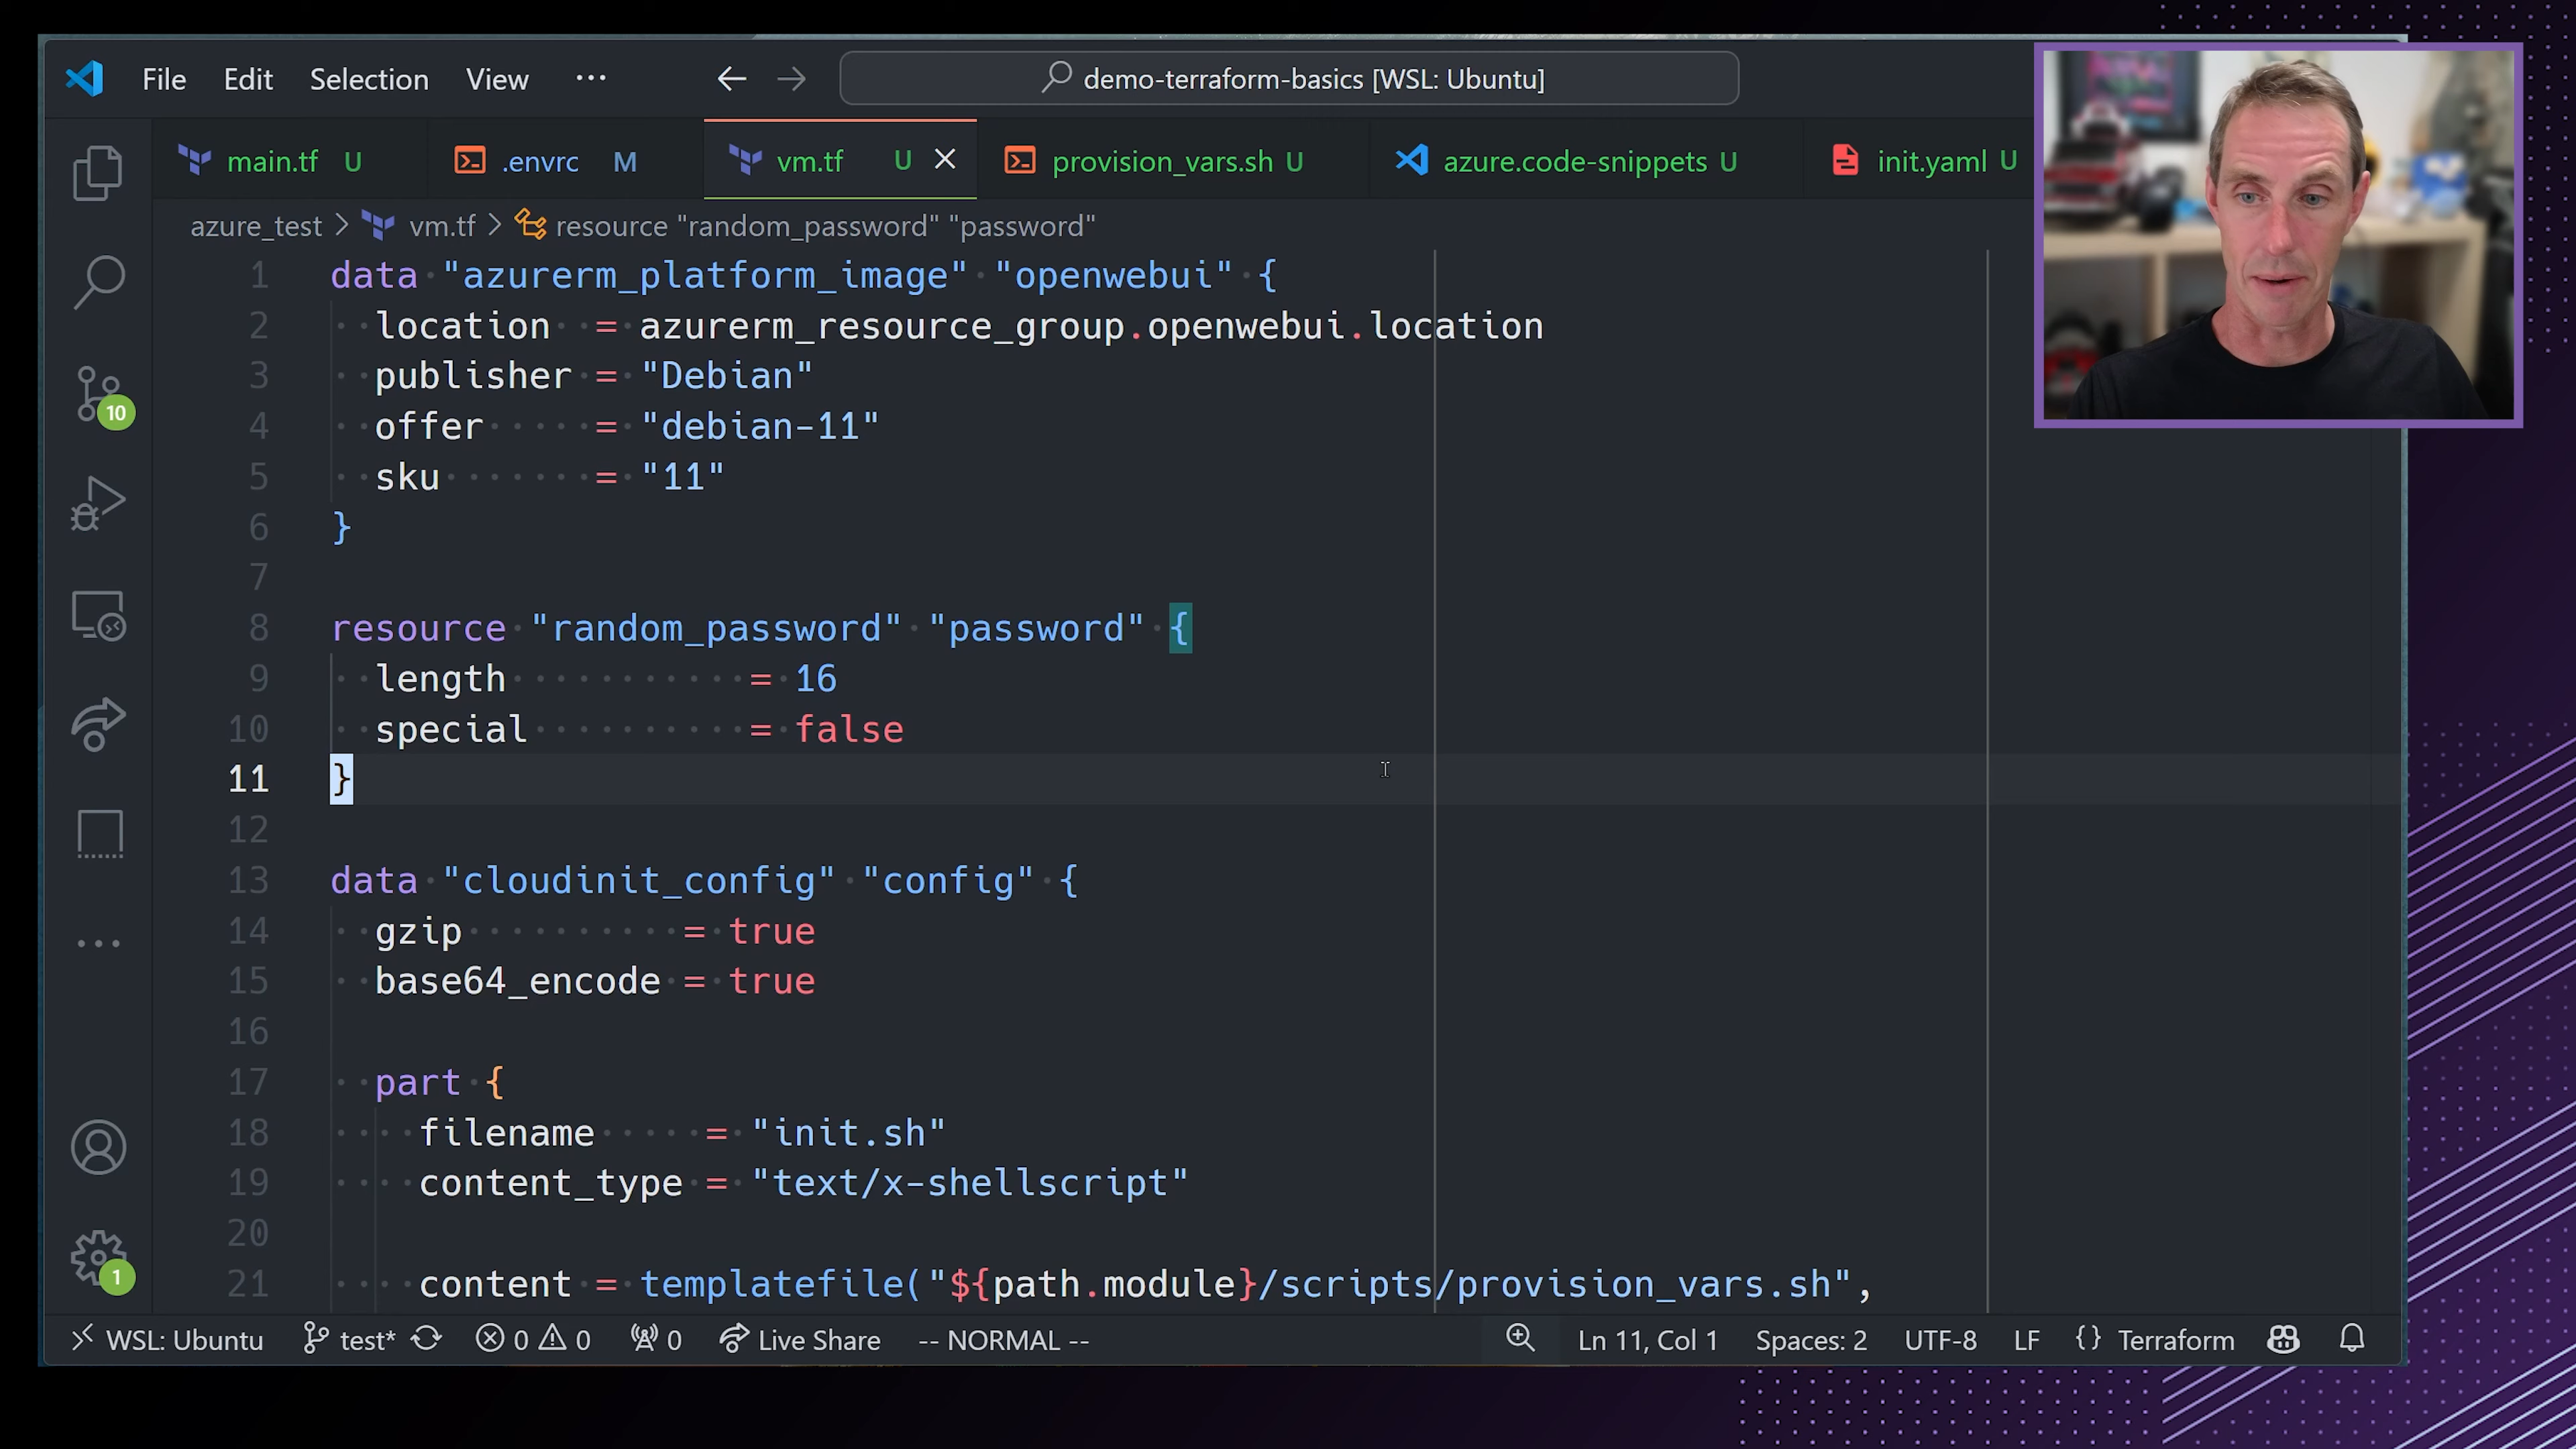 File Edit Selection View ··· demo-terraform-basics [WSL: Ubuntu]
main.tf U .envrc M vm.tf U provision_vars.sh U azure.code-snippets U init.yaml U
azure_test > vm.tf > resource "random_password" "password"
1 data "azurerm_platform_image" "openwebui" {
2 location = azurerm_resource_group.openwebui.location
3 publisher = "Debian"
4 offer = "debian-11"
5 sku = "11"
6 }
7
8 resource "random_password" "password" {
9 length = 16
10 special = false
11 }
12
13 data "cloudinit_config" "config" {
14 gzip = true
15 base64_encode = true
16
17 part {
18 filename = "init.sh"
19 content_type = "text/x-shellscript"
20
21 content = templatefile("${path.module}/scripts/provision_vars.sh",
10
1
WSL: Ubuntu test* 0 0 0 Live Share -- NORMAL -- Ln 11, Col 1 Spaces: 2 UTF-8 LF {} Terraform